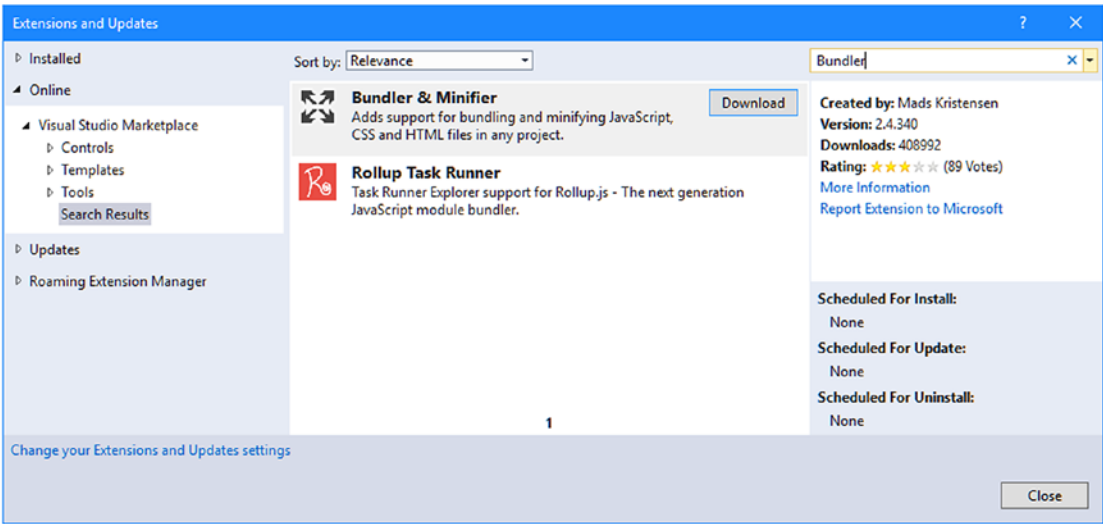 Extensions and Updates
?
Installed
Online
Visual Studio Marketplace
Controls
Templates
Tools
Search Results
Updates
Roaming Extension Manager
Sort by: Relevance
Bundler & Minifier
Adds support for bundling and minifying JavaScript,
CSS and HTML files in any project.
Download
Ro
Rollup Task Runner
Task Runner Explorer support for Rollup.js - The next generation
JavaScript module bundler.
1
Bundler
Created by: Mads Kristensen
Version: 2.4.340
Downloads: 408992
Rating: (89 Votes)
More Information
Report Extension to Microsoft
Scheduled For Install:
None
Scheduled For Update:
None
Scheduled For Uninstall:
None
Change your Extensions and Updates settings
Close